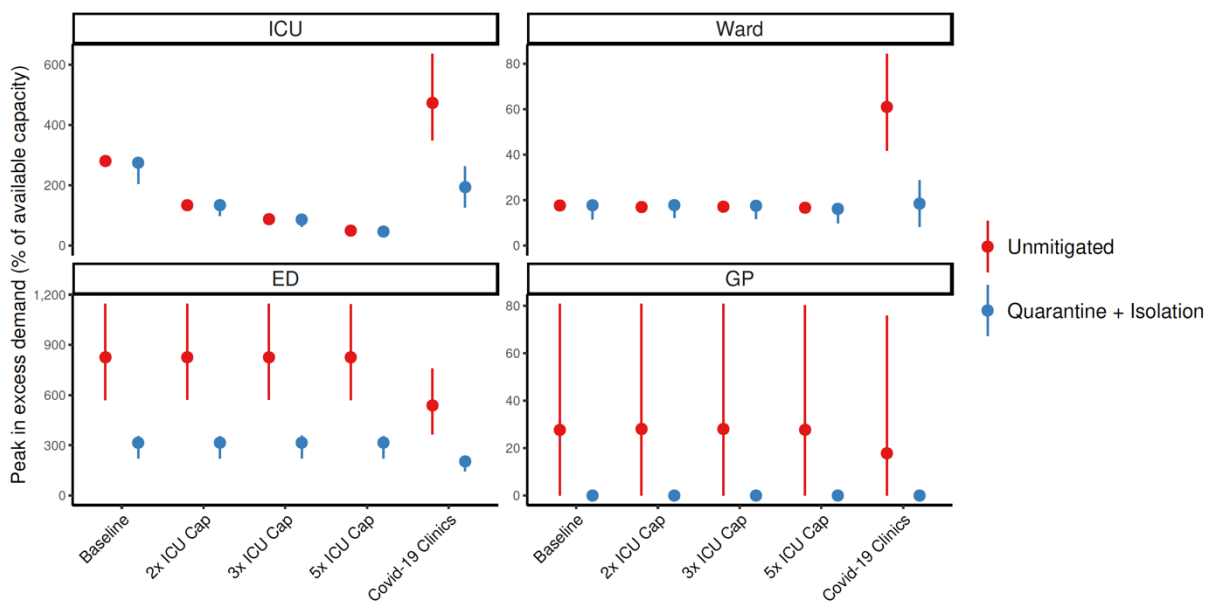 ICU
Ward
Peak in excess demand (% of available capacity)
600
400
200
0
80
60
40
20
0
Unmitigated
Quarantine + Isolation
ED
GP
1,200
900
600
300
0
80
60
40
20
0
Baseline
2x ICU Cap
3x ICU Cap
5x ICU Cap
Covid-19 Clinics
Baseline
2x ICU Cap
3x ICU Cap
5x ICU Cap
Covid-19 Clinics